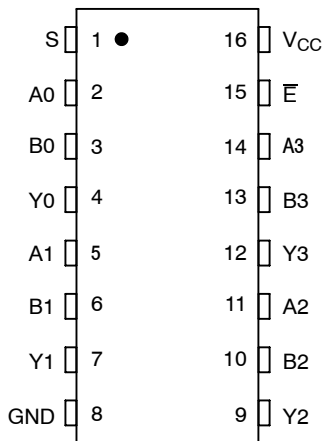 S 1 16 VCC
A0 2 15 E̅
B0 3 14 A3
Y0 4 13 B3
A1 5 12 Y3
B1 6 11 A2
Y1 7 10 B2
GND 8 9 Y2